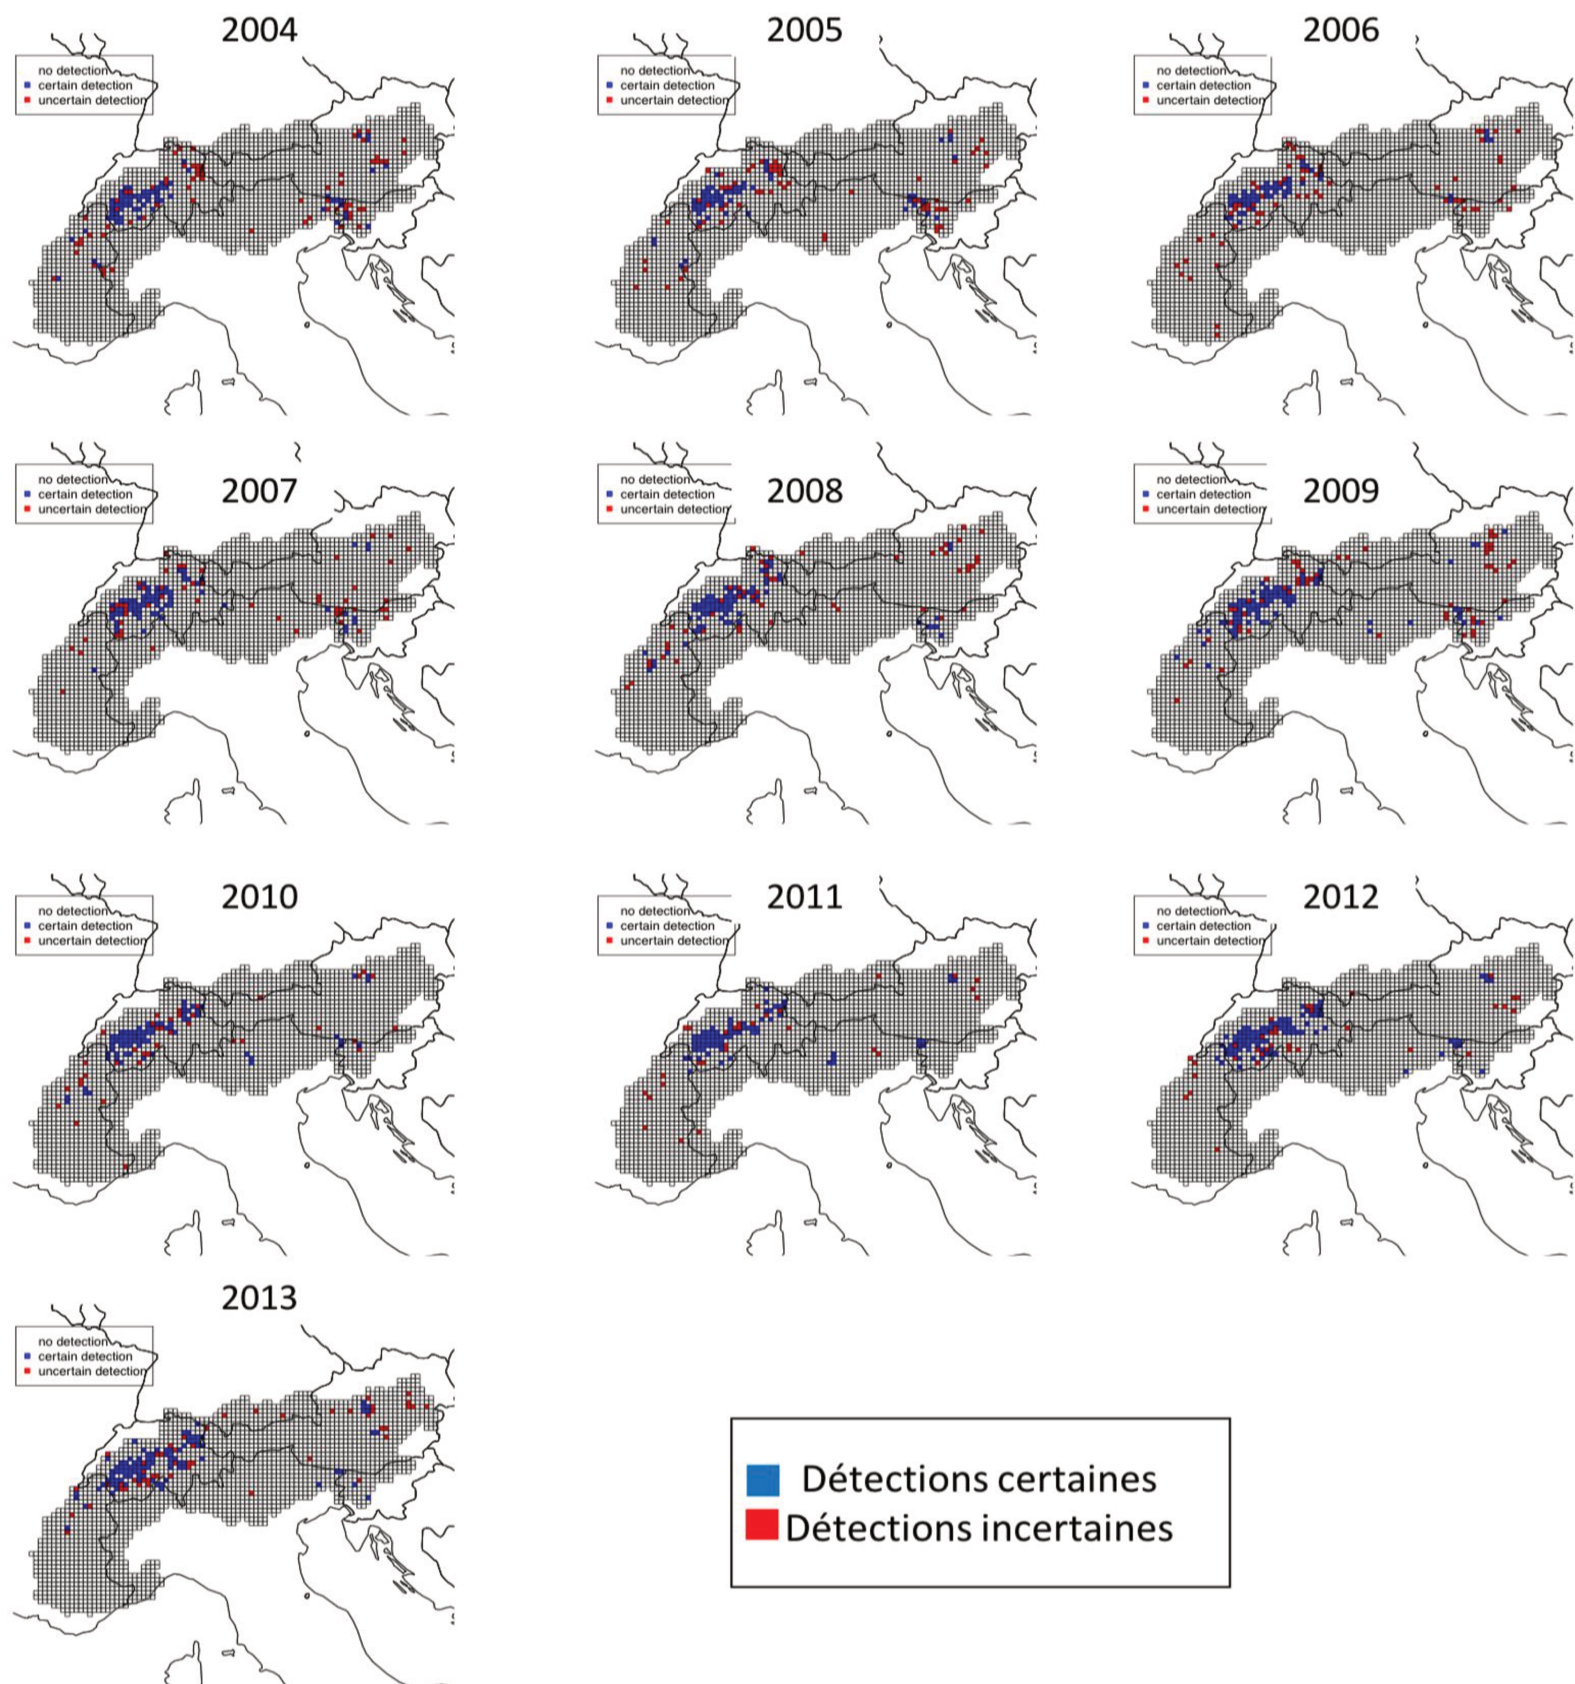 2004
no detection
certain detection
uncertain detection
2005
no detection
certain detection
uncertain detection
2006
no detection
certain detection
uncertain detection
2007
no detection
certain detection
uncertain detection
2008
no detection
certain detection
uncertain detection
2009
no detection
certain detection
uncertain detection
2010
no detection
certain detection
uncertain detection
2011
no detection
certain detection
uncertain detection
2012
no detection
certain detection
uncertain detection
2013
no detection
certain detection
uncertain detection
Détections certaines
Détections incertaines